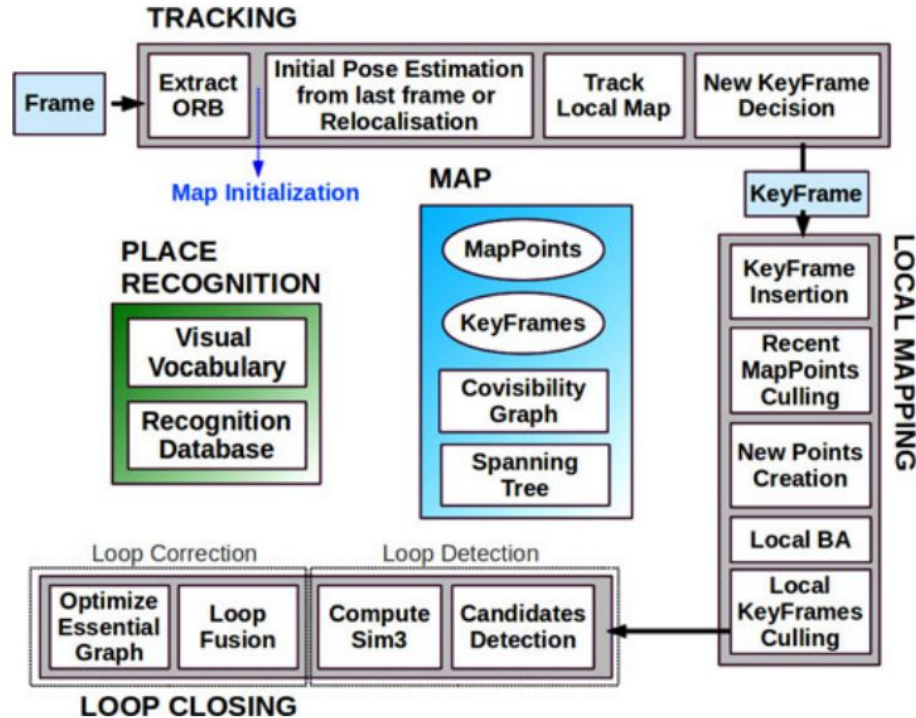 TRACKING
Frame
Extract
ORB
Initial Pose Estimation
from last frame or
Relocalisation
Track
Local Map
New KeyFrame
Decision
Map Initialization
KeyFrame
MAP
MapPoints
KeyFrames
Covisibility
Graph
Spanning
Tree
PLACE
RECOGNITION
Visual
Vocabulary
Recognition
Database
LOCAL MAPPING
KeyFrame
Insertion
Recent
MapPoints
Culling
New Points
Creation
Local BA
Local
KeyFrames
Culling
Loop Correction
Loop Detection
Optimize
Essential
Graph
Loop
Fusion
Compute
Sim3
Candidates
Detection
LOOP CLOSING